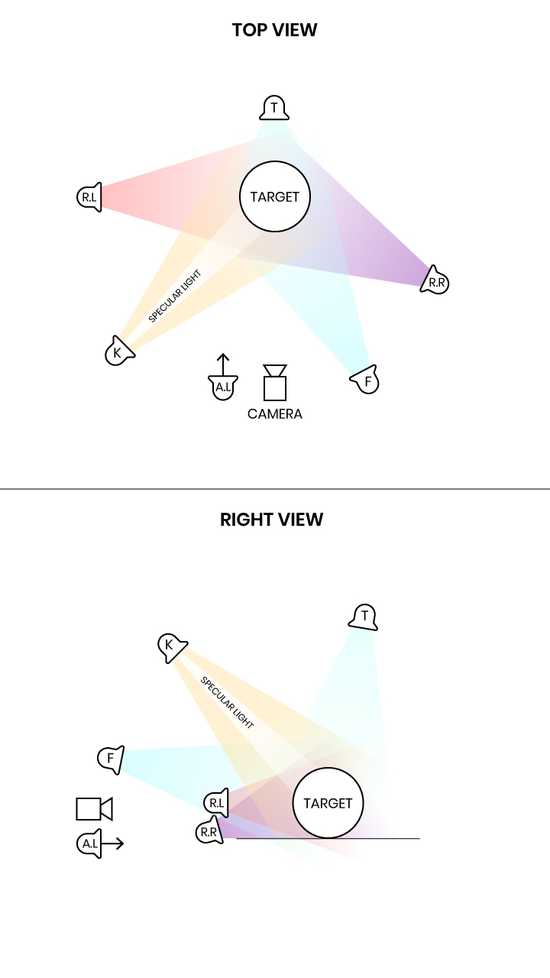 TOP VIEW
T
R.L
TARGET
R.R
SPECULAR LIGHT
K
A.L
F
CAMERA
RIGHT VIEW
T
K
SPECULAR LIGHT
F
R.L
TARGET
R.R
A.L